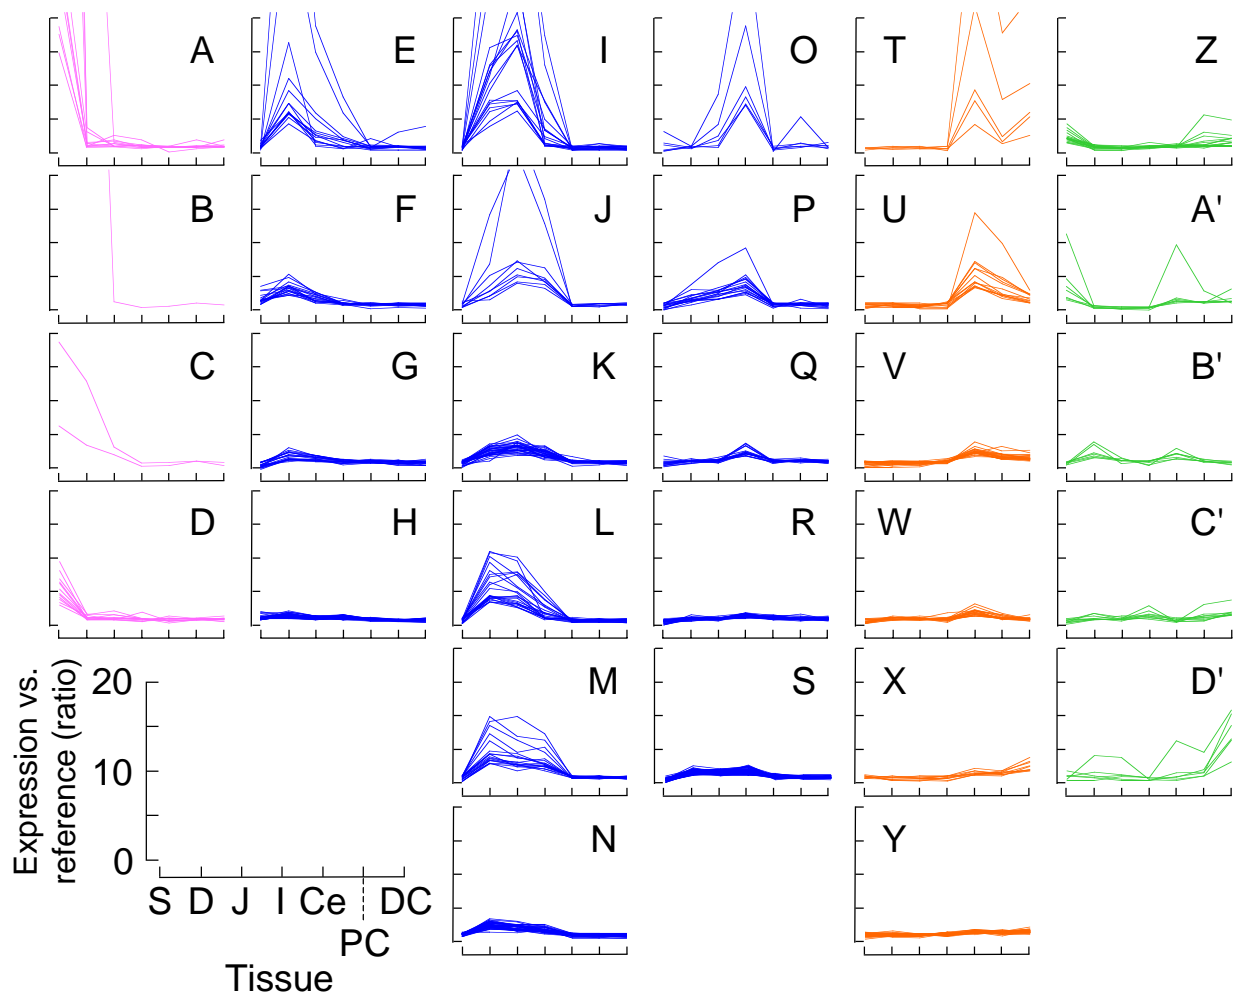 A
E
I
O
T
Z
B
F
J
P
U
A'
C
G
K
Q
V
B'
D
H
L
R
W
C'
M
S
X
D'
N
Y
Expression vs.
reference (ratio)
20
10
0
S D J I Ce DC
PC
Tissue